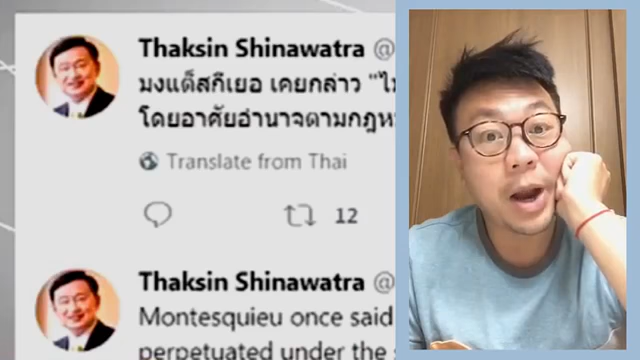 Thaksin Shinawatra @
มงแต็สกีเยอ เคยกล่าว "ไม
โดยอาศัยอำนาจตามกฎหม
Translate from Thai
12
Thaksin Shinawatra @
Montesquieu once said
perpetuated under the s